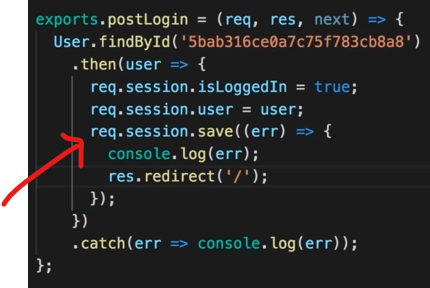 exports.postLogin = (req, res, next) => {
  User.findById('5bab316ce0a7c75f783cb8a8')
    .then(user => {
      req.session.isLoggedIn = true;
      req.session.user = user;
      req.session.save((err) => {
        console.log(err);
        res.redirect('/');
      });
    })
    .catch(err => console.log(err));
};